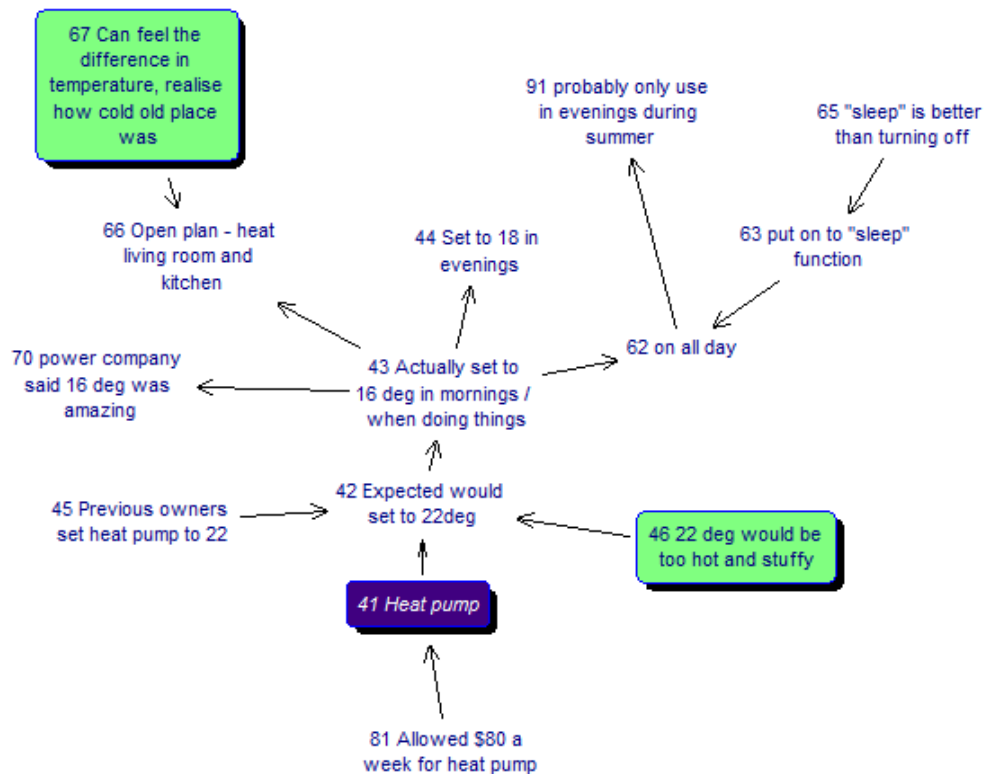 67 Can feel the
difference in
temperature, realise
how cold old place
was
91 probably only use
in evenings during
summer
65 "sleep" is better
than turning off
66 Open plan - heat
living room and
kitchen
44 Set to 18 in
evenings
63 put on to "sleep"
function
62 on all day
70 power company
said 16 deg was
amazing
43 Actually set to
16 deg in mornings /
when doing things
45 Previous owners
set heat pump to 22
42 Expected would
set to 22deg
46 22 deg would be
too hot and stuffy
41 Heat pump
81 Allowed $80 a
week for heat pump